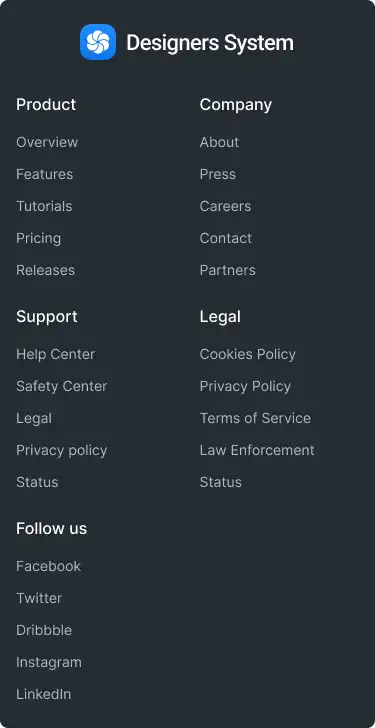 Designers System
Product
Overview
Features
Tutorials
Pricing
Releases
Company
About
Press
Careers
Contact
Partners
Support
Help Center
Safety Center
Legal
Privacy policy
Status
Legal
Cookies Policy
Privacy Policy
Terms of Service
Law Enforcement
Status
Follow us
Facebook
Twitter
Dribbble
Instagram
LinkedIn